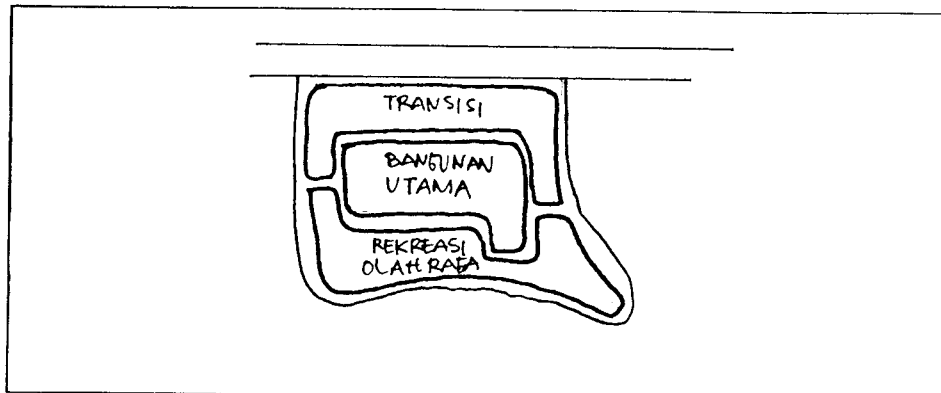 TRANSISI
BANGUNAN
UTAMA
REKREASI
OLAH RAGA